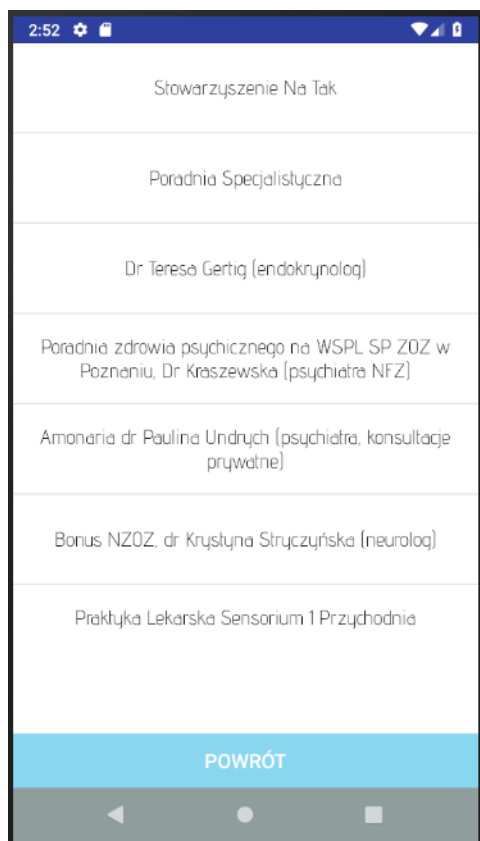 2:52
Stowarzyszenie Na Tak
Poradnia Specjalistyczna
Dr Teresa Gertig (endokrynolog)
Poradnia zdrowia psychicznego na WSPL SP ZOZ w
Poznaniu, Dr Kraszewska (psychiatra NFZ)
Amonaria dr Paulina Undrych (psychiatra, konsultacje
prywatne)
Bonus NZOZ, dr Krystyna Stryczyńska (neurolog)
Praktyka Lekarska Sensorium 1 Przychodnia
POWRÓT